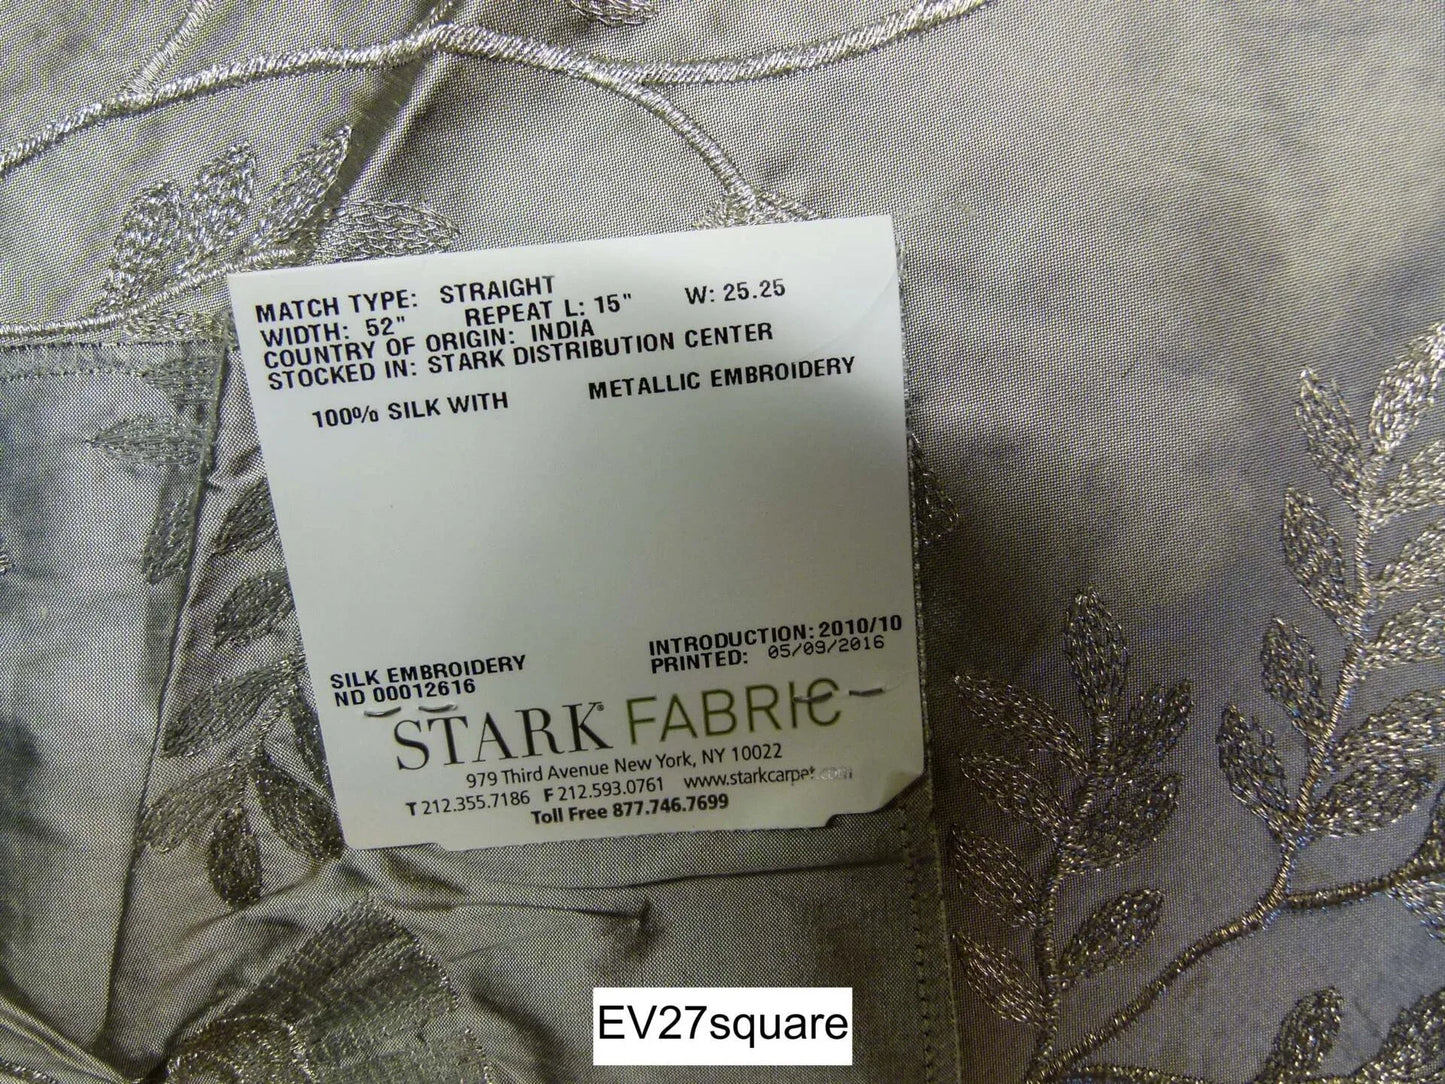 MATCH TYPE: STRAIGHT
WIDTH: 52" REPEAT L: 15" W: 25.25
COUNTRY OF ORIGIN: INDIA
STOCKED IN: STARK DISTRIBUTION CENTER
100% SILK WITH METALLIC EMBROIDERY
INTRODUCTION: 2010/10
PRINTED: 05/09/2016
SILK EMBROIDERY
ND 00012616
STARK® FABRIC
979 Third Avenue New York, NY 10022
T 212.355.7186 F 212.593.0761 www.starkcarpet.com
Toll Free 877.746.7699
EV27square